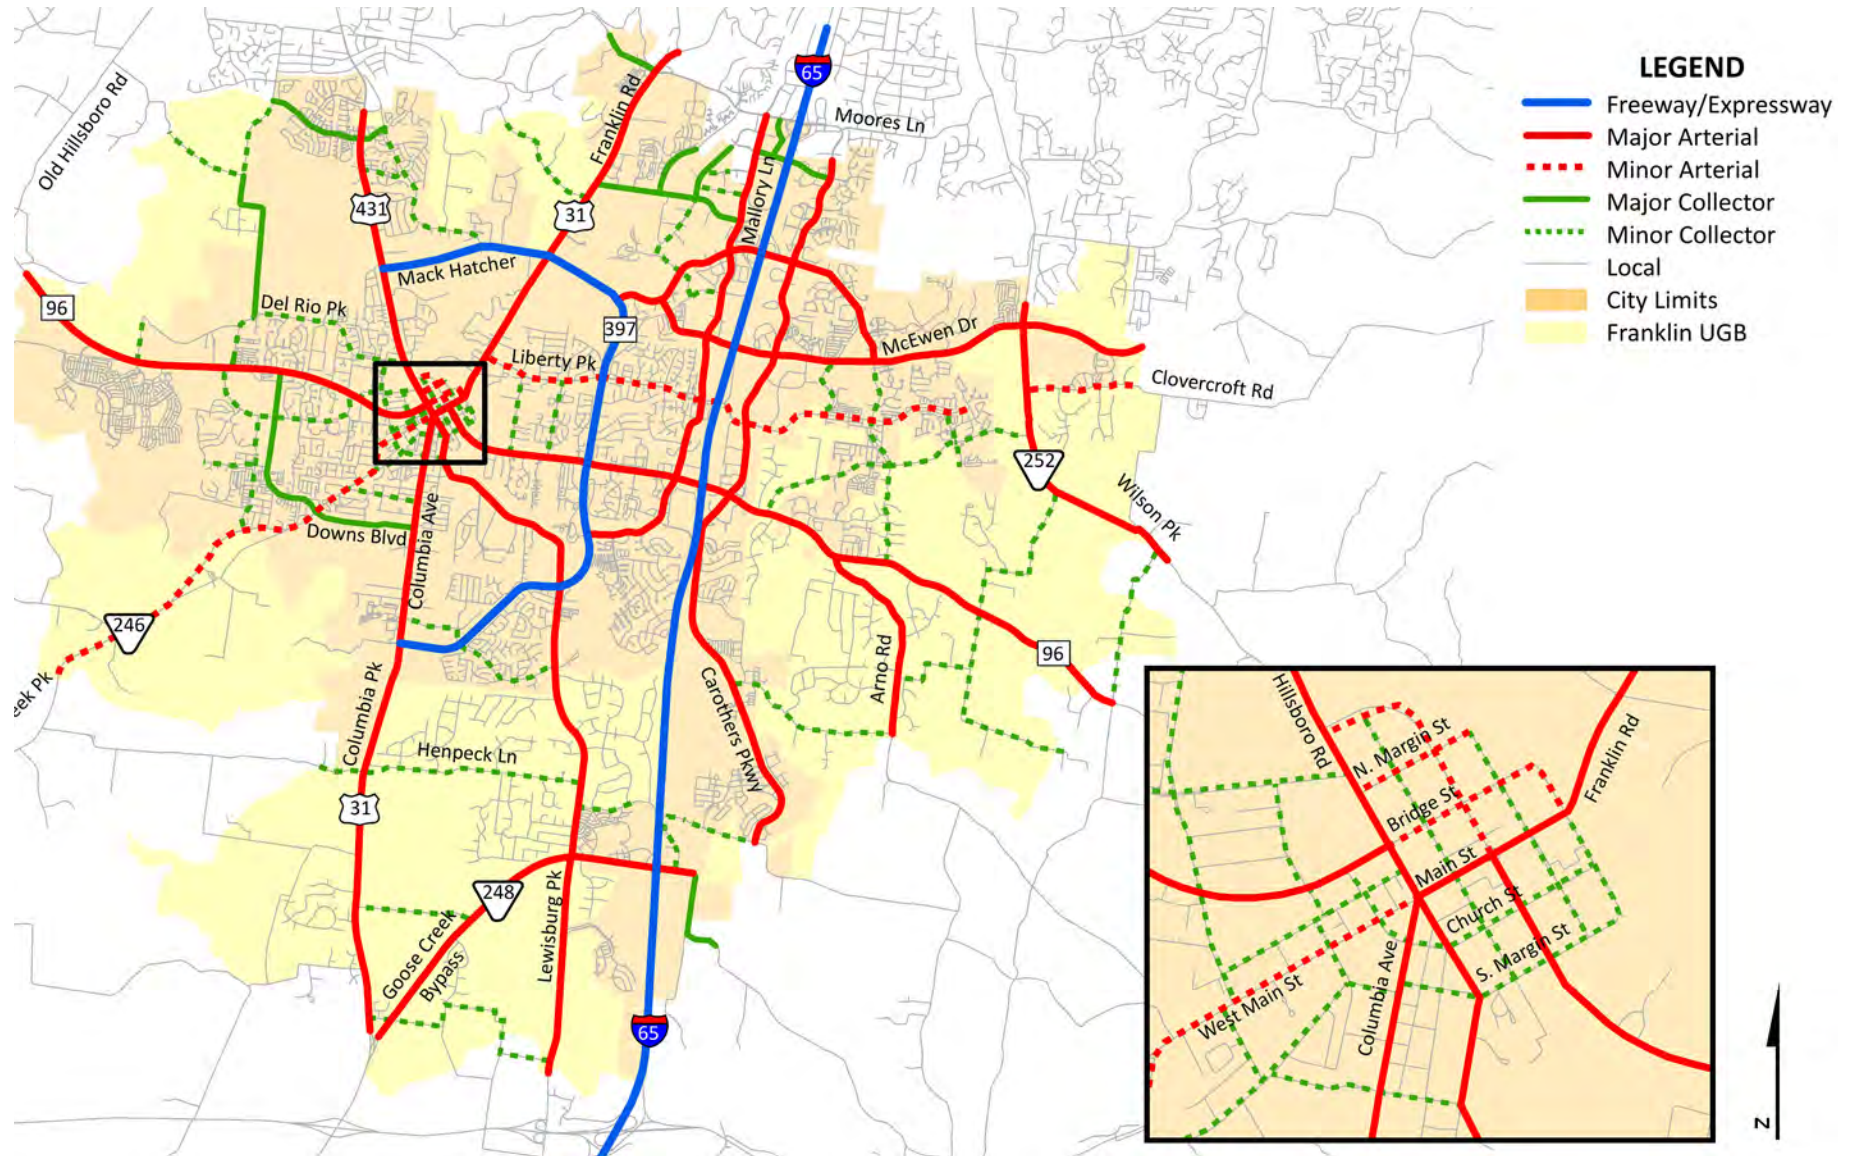 LEGEND
Freeway/Expressway
Major Arterial
Minor Arterial
Major Collector
Minor Collector
Local
City Limits
Franklin UGB
Old Hillsboro Rd
Franklin Rd
65
Moores Ln
Mallory Ln
431
31
Mack Hatcher
96
Del Rio Pk
397
Liberty Pk
McEwen Dr
Clovercroft Rd
252
Wilson Pk
Downs Blvd
Columbia Ave
246
eek Pk
Columbia Pk
Arno Rd
96
Carothers Pkwy
Henpeck Ln
31
248
Goose Creek
Bypass
Lewisburg Pk
65
Hillsboro Rd
N. Margin St
Franklin Rd
Bridge St
Main St
Church St
S. Margin St
West Main St
Columbia Ave
N